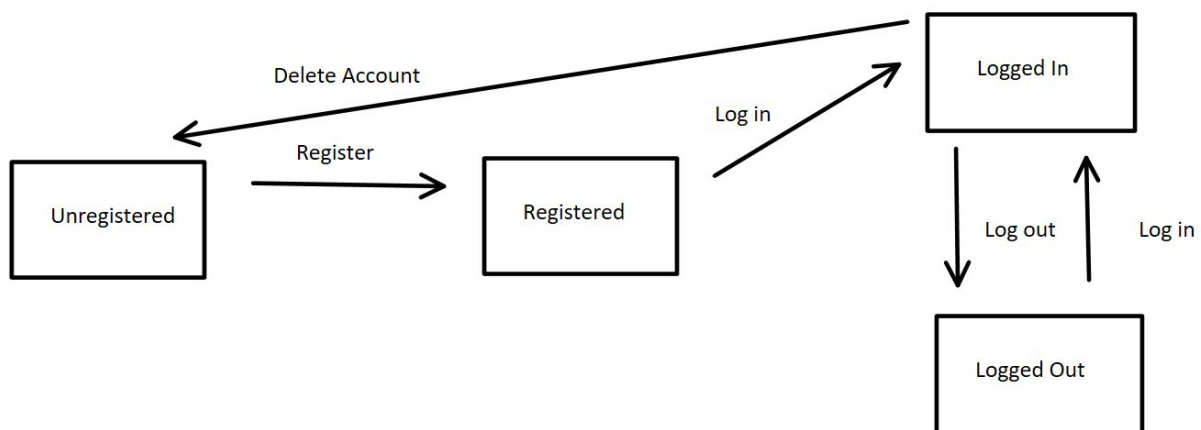 Logged In
Delete Account
Log in
Register
Unregistered
Registered
Log out
Log in
Logged Out